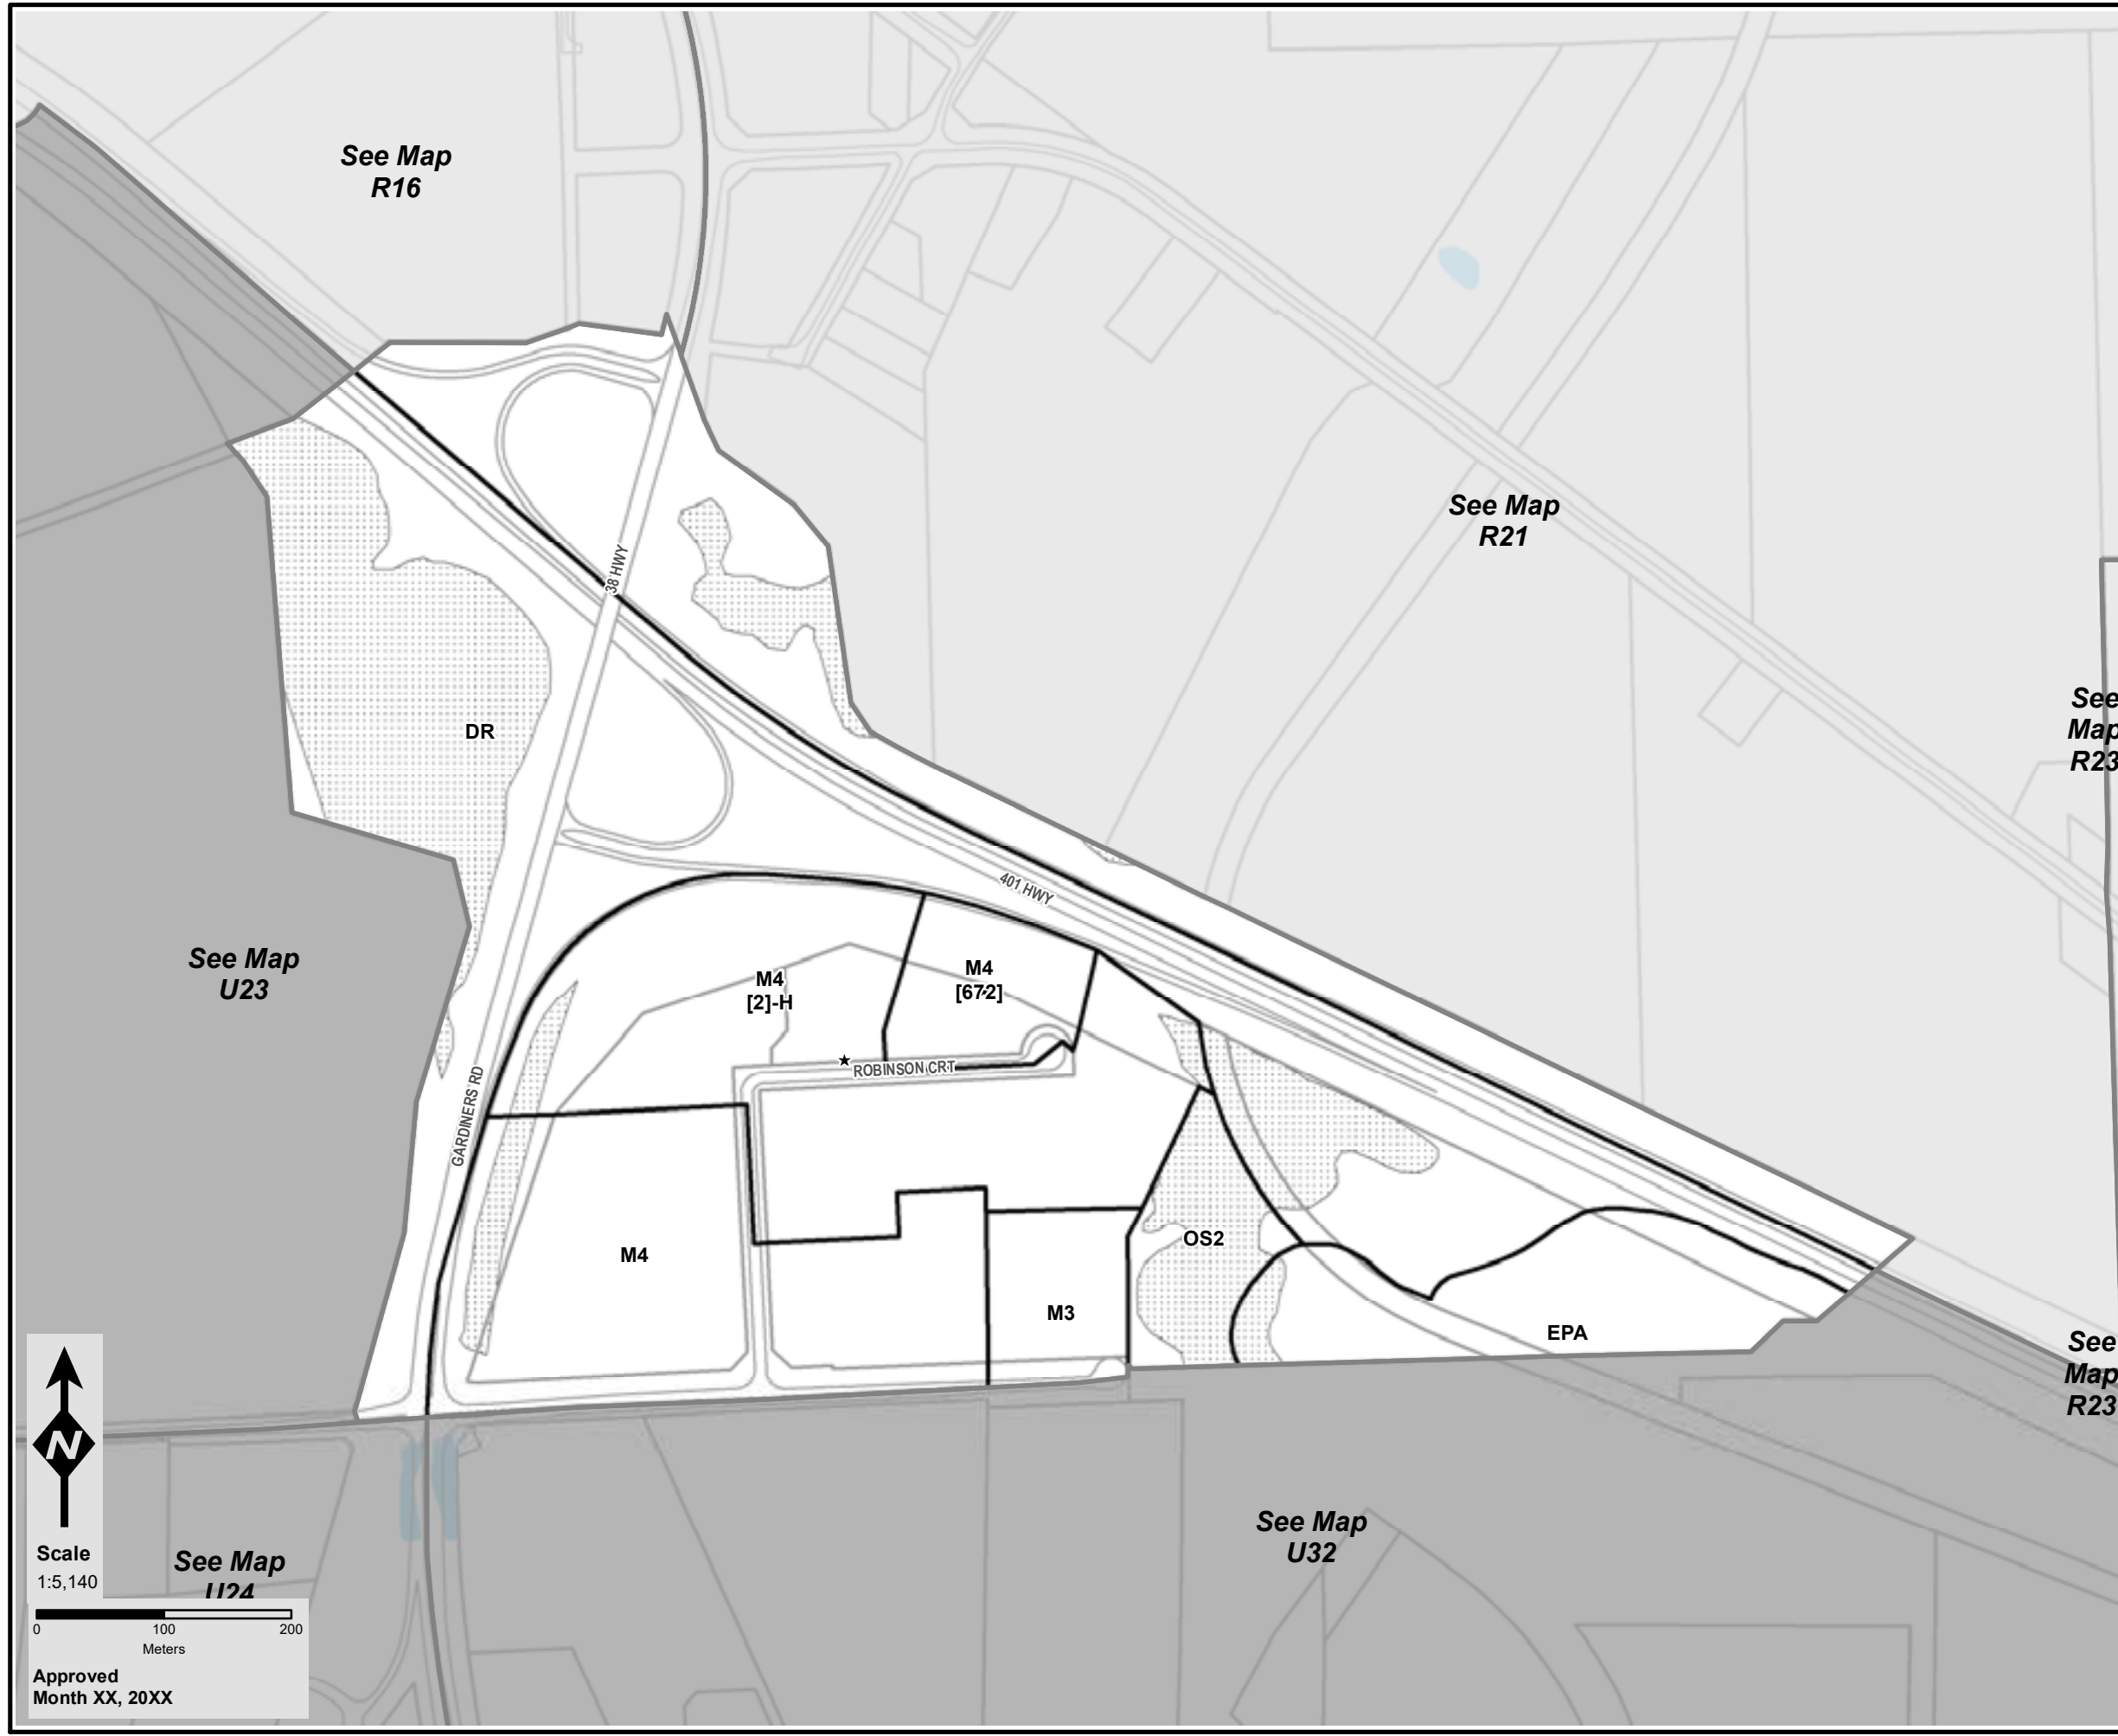 See Map
R16
See Map
R21
38 HWY
See
Map
R23
DR
401 HWY
See Map
U23
M4
[2]-H
M4
[672]
ROBINSON CRT
GARDINERS RD
M4
OS2
M3
EPA
See
Map
R23
N
See Map
U32
Scale
1:5,140
See Map
U24
0 100 200
Meters
Approved
Month XX, 20XX